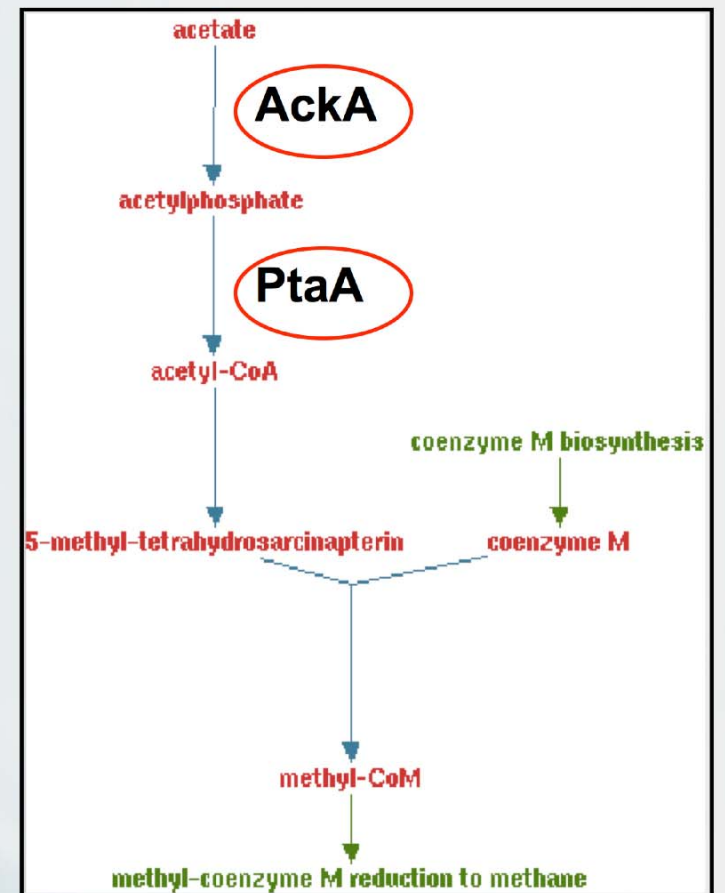 acetate
AckA
acetylphosphate
PtaA
acetyl-CoA
coenzyme M biosynthesis
5-methyl-tetrahydrosarcinapterin
coenzyme M
methyl-CoM
methyl-coenzyme M reduction to methane